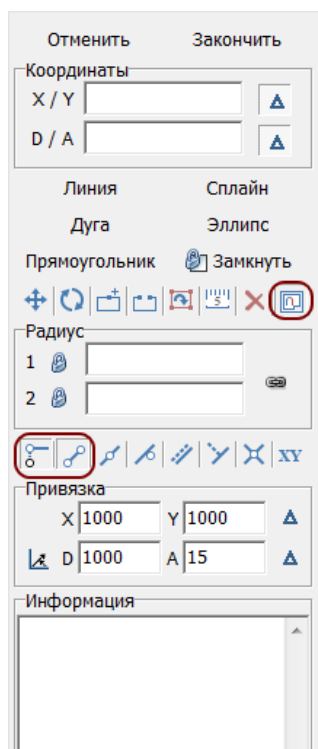 Отменить Закончить
Координаты
X / Y
D / A
Линия Сплайн
Дуга Эллипс
Прямоугольник Замкнуть
5
Радиус
1
2
XY
Привязка
X 1000 Y 1000
D 1000 A 15
Информация